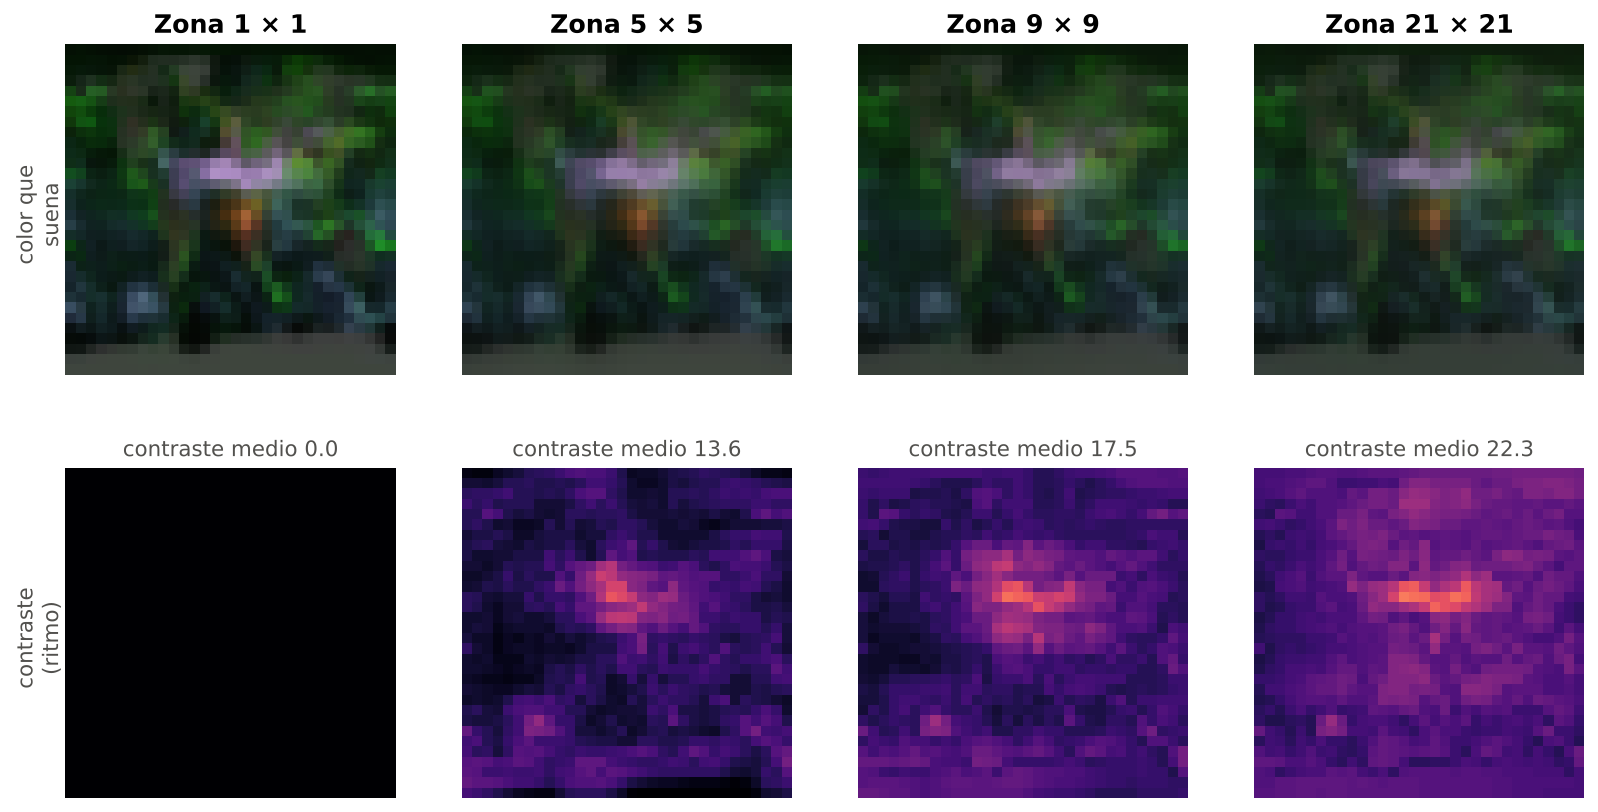 Zona 1 × 1
Zona 5 × 5
Zona 9 × 9
Zona 21 × 21
color que
suena
contraste medio 0.0
contraste medio 13.6
contraste medio 17.5
contraste medio 22.3
contraste
(ritmo)